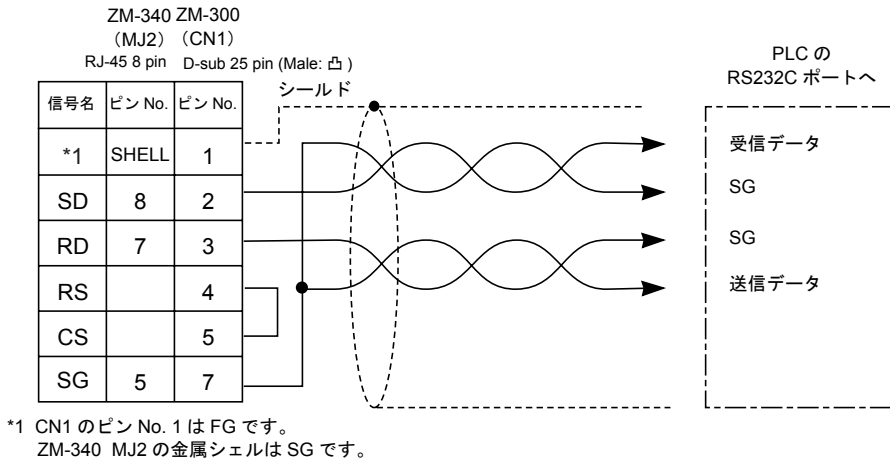 ZM-340 ZM-300
（MJ2）（CN1）
RJ-45 8 pin D-sub 25 pin (Male: 凸 )
信号名 ピン No. ピン No.
シールド
PLC の
RS232C ポートへ
*1 SHELL 1
受信データ
SD 8 2
SG
RD 7 3
SG
RS 4
送信データ
CS 5
SG 5 7
*1 CN1 のピン No. 1 は FG です。
ZM-340 MJ2 の金属シェルは SG です。